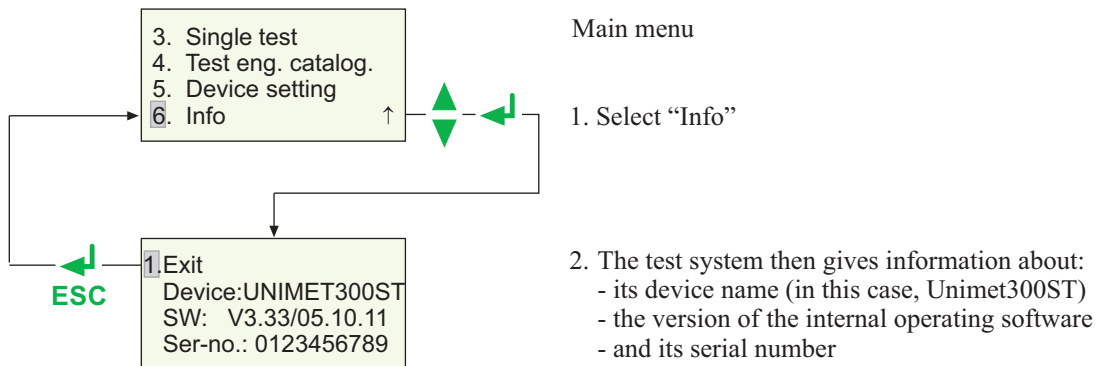 3. Single test
4. Test eng. catalog.
5. Device setting
6. Info ↑
Main menu
1. Select “Info”
1.Exit
Device:UNIMET300ST
SW: V3.33/05.10.11
Ser-no.: 0123456789
ESC
2. The test system then gives information about:
- its device name (in this case, Unimet300ST)
- the version of the internal operating software
- and its serial number